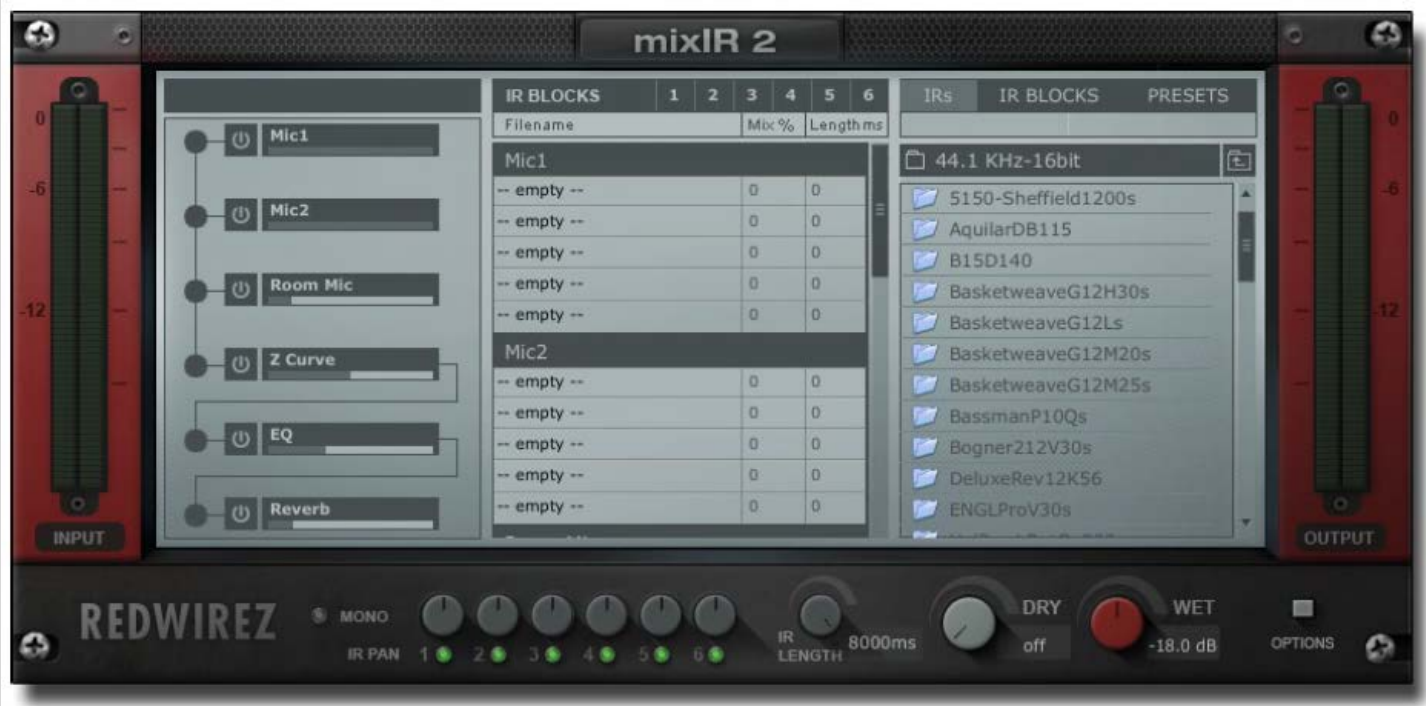 mixIR 2
0
-6
-12
INPUT
Mic1
Mic2
Room Mic
Z Curve
EQ
Reverb
IR BLOCKS 1 2 3 4 5 6
Filename Mix % Length ms
Mic1
-- empty -- 0 0
-- empty -- 0 0
-- empty -- 0 0
-- empty -- 0 0
-- empty -- 0 0
Mic2
-- empty -- 0 0
-- empty -- 0 0
-- empty -- 0 0
-- empty -- 0 0
-- empty -- 0 0
IRs IR BLOCKS PRESETS
44.1 KHz-16bit
5150-Sheffield1200s
AquilarDB115
B15D140
BasketweaveG12H30s
BasketweaveG12Ls
BasketweaveG12M20s
BasketweaveG12M25s
BassmanP10Qs
Bogner212V30s
DeluxeRev12K56
ENGLProV30s
0
-6
-12
OUTPUT
REDWIREZ
MONO
IR PAN 1 2 3 4 5 6
IR LENGTH 8000ms
DRY
off
WET
-18.0 dB
OPTIONS